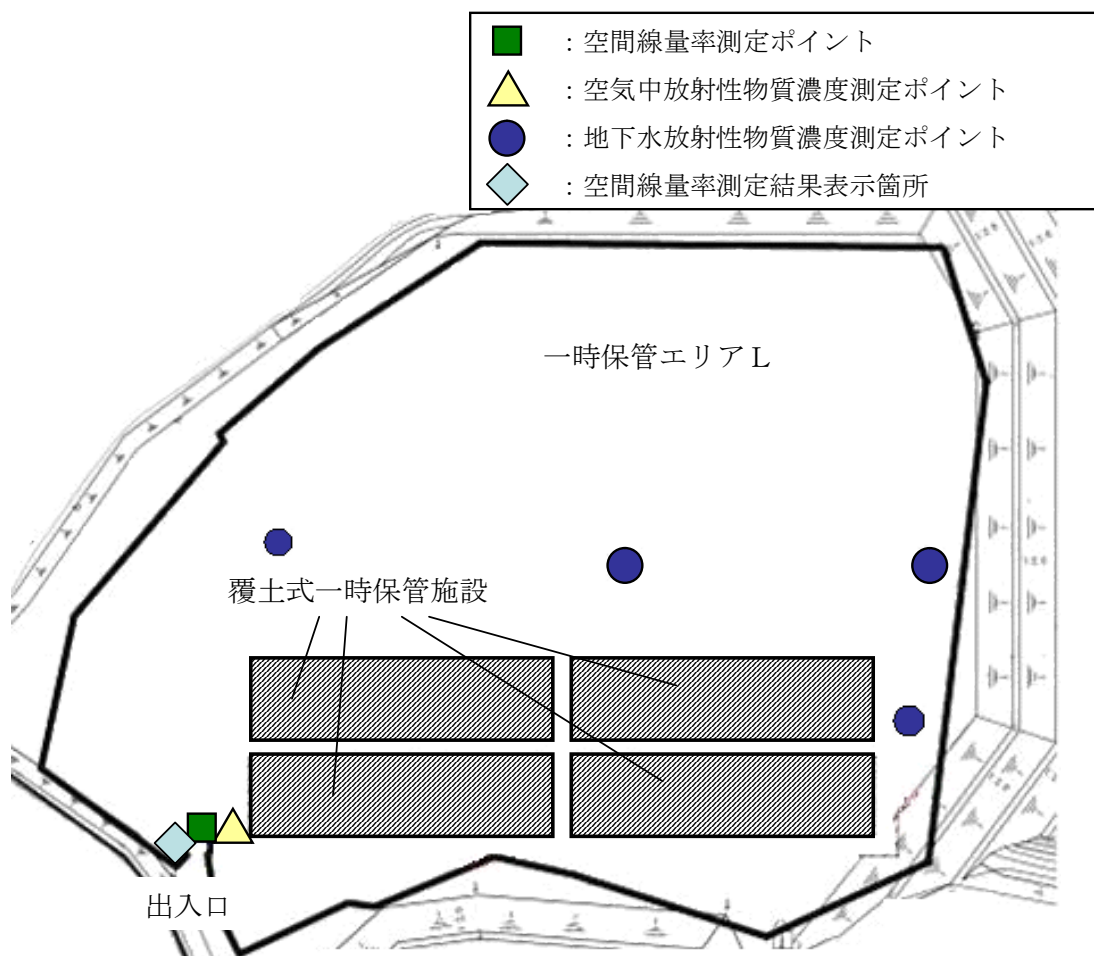 ：空間線量率測定ポイント
：空気中放射性物質濃度測定ポイント
：地下水放射性物質濃度測定ポイント
：空間線量率測定結果表示箇所
一時保管エリアＬ
覆土式一時保管施設
出入口